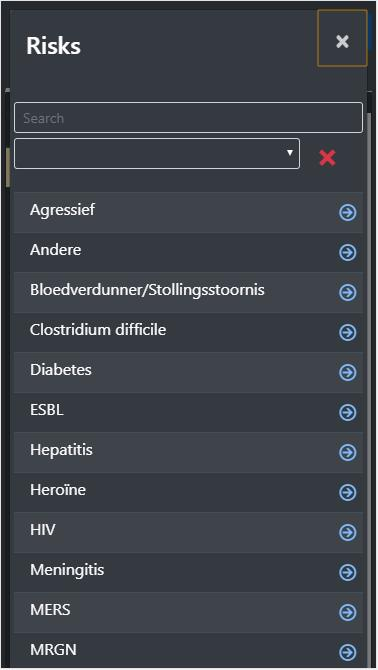 Risks
Search
Agressief
Andere
Bloedverdunner/Stollingsstoornis
Clostridium difficile
Diabetes
ESBL
Hepatitis
Heroïne
HIV
Meningitis
MERS
MRGN